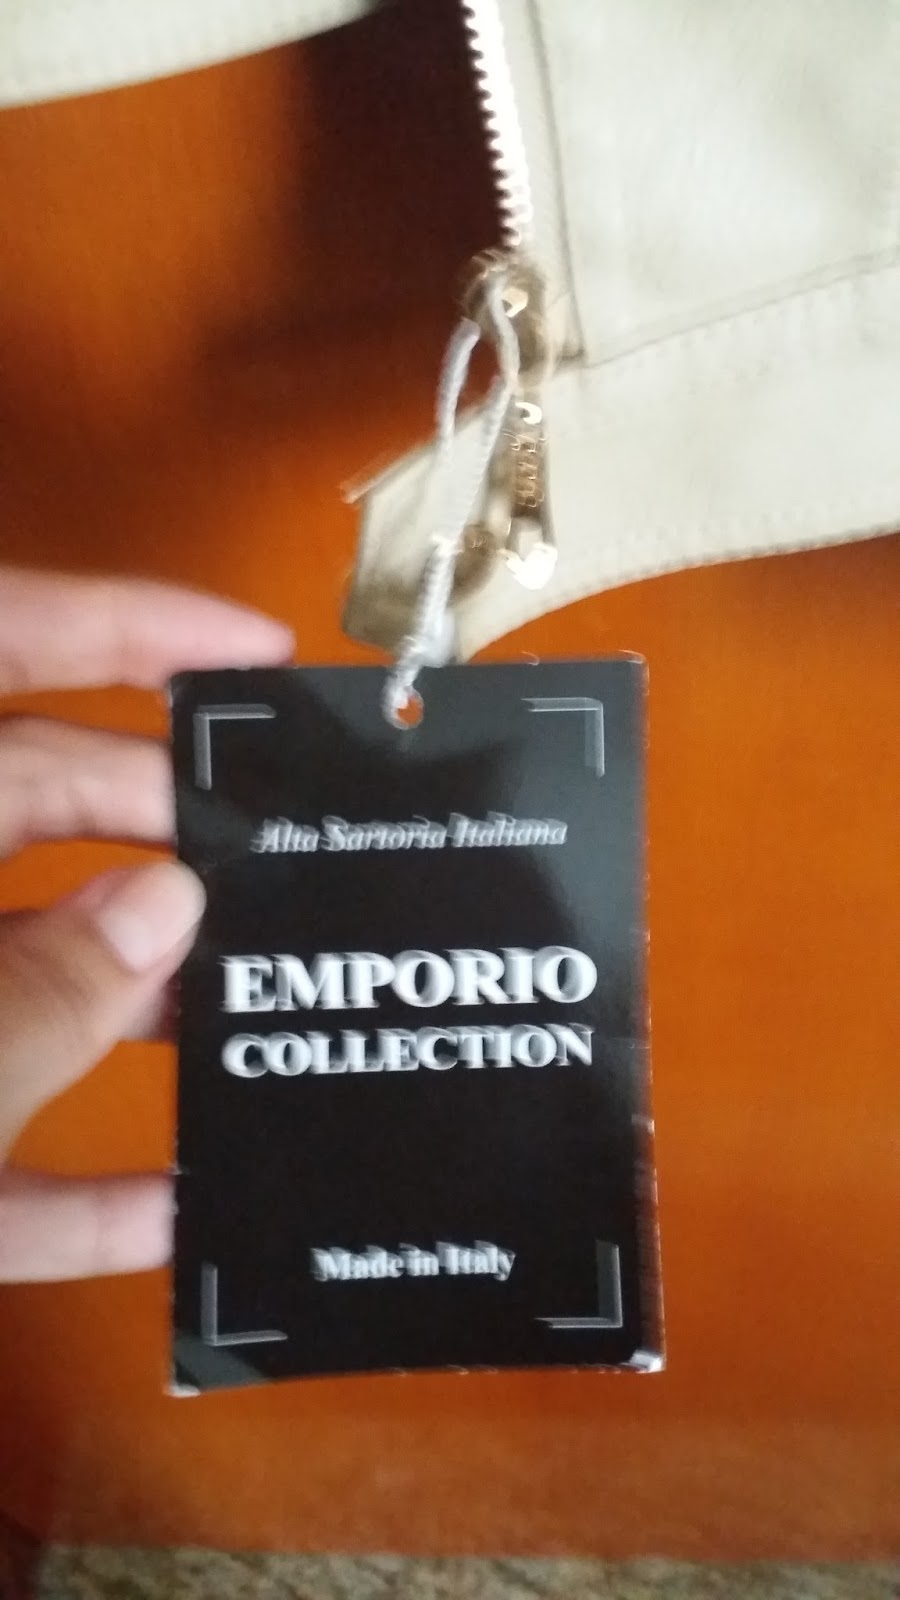 Alta Sartoria Italiana
EMPORIO
COLLECTION
Made in Italy